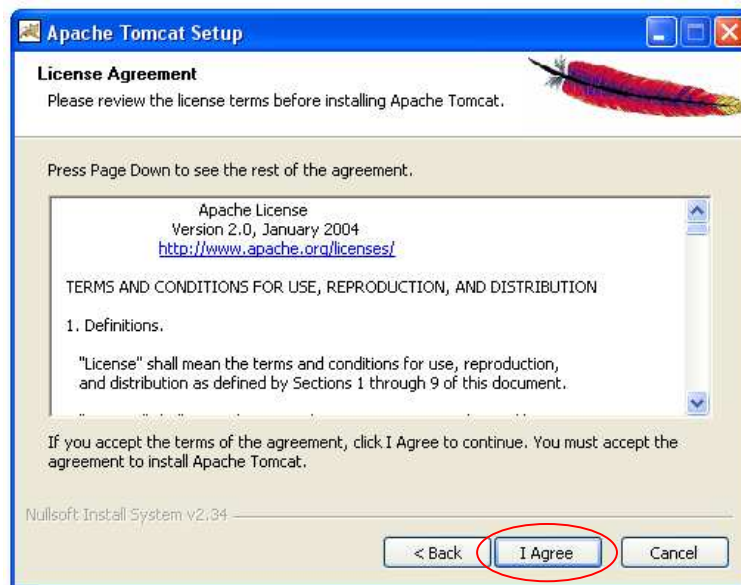 Apache Tomcat Setup
License Agreement
Please review the license terms before installing Apache Tomcat.
Press Page Down to see the rest of the agreement.
Apache License
Version 2.0, January 2004
http://www.apache.org/licenses/
TERMS AND CONDITIONS FOR USE, REPRODUCTION, AND DISTRIBUTION
1. Definitions.
"License" shall mean the terms and conditions for use, reproduction,
and distribution as defined by Sections 1 through 9 of this document.
If you accept the terms of the agreement, click I Agree to continue. You must accept the
agreement to install Apache Tomcat.
Nullsoft Install System v2.34
< Back I Agree Cancel